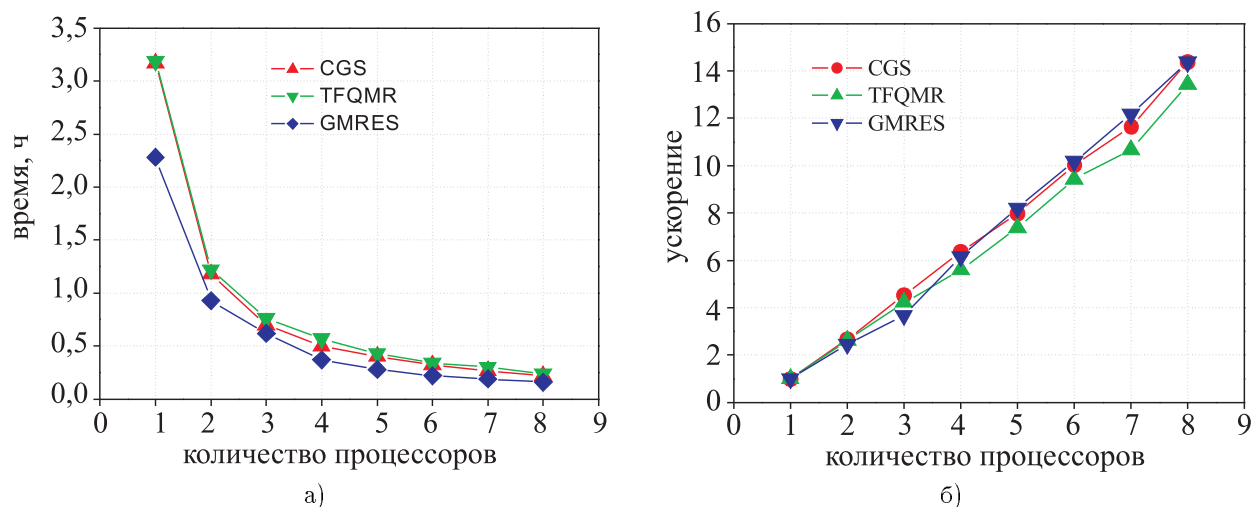 3,5
3,0
2,5
2,0
1,5
1,0
0,5
0,0
время, ч
CGS
TFQMR
GMRES
0 1 2 3 4 5 6 7 8 9
количество процессоров
а)
16
14
12
10
8
6
4
2
0
ускорение
CGS
TFQMR
GMRES
0 1 2 3 4 5 6 7 8 9
количество процессоров
б)